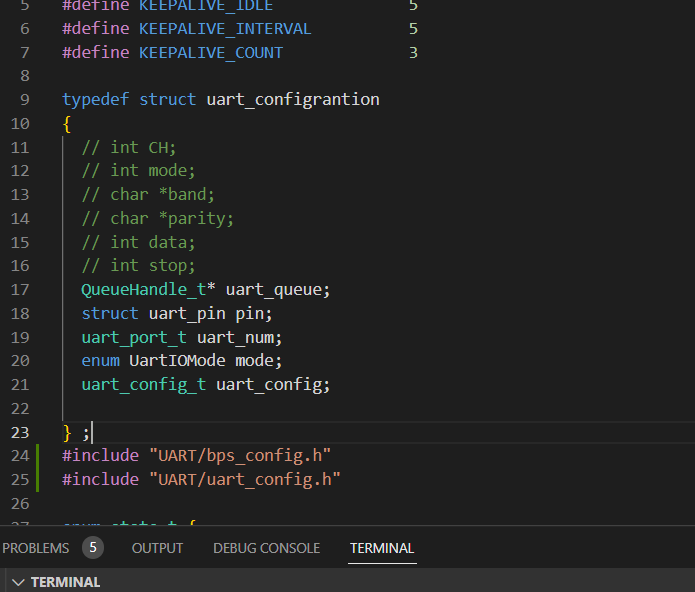 5 #define KEEPALIVE_IDLE 5
6 #define KEEPALIVE_INTERVAL 5
7 #define KEEPALIVE_COUNT 3
8
9 typedef struct uart_configrantion
10 {
11 // int CH;
12 // int mode;
13 // char *band;
14 // char *parity;
15 // int data;
16 // int stop;
17 QueueHandle_t* uart_queue;
18 struct uart_pin pin;
19 uart_port_t uart_num;
20 enum UartIOMode mode;
21 uart_config_t uart_config;
22
23 } ;
24 #include "UART/bps_config.h"
25 #include "UART/uart_config.h"
26
27 enum state_t {
PROBLEMS 5 OUTPUT DEBUG CONSOLE TERMINAL
TERMINAL